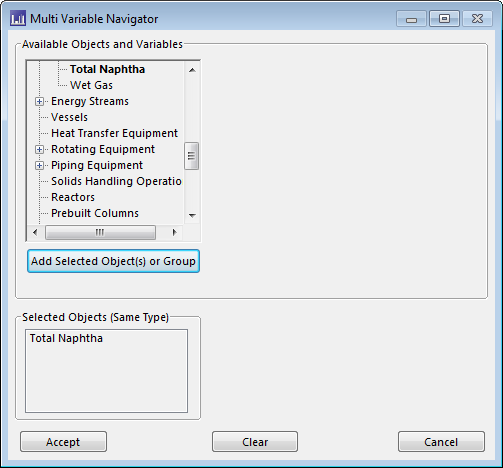 Multi Variable Navigator
Available Objects and Variables
Total Naphtha
Wet Gas
Energy Streams
Vessels
Heat Transfer Equipment
Rotating Equipment
Piping Equipment
Solids Handling Operatio
Reactors
Prebuilt Columns
Add Selected Object(s) or Group
Selected Objects (Same Type)
Total Naphtha
Accept
Clear
Cancel